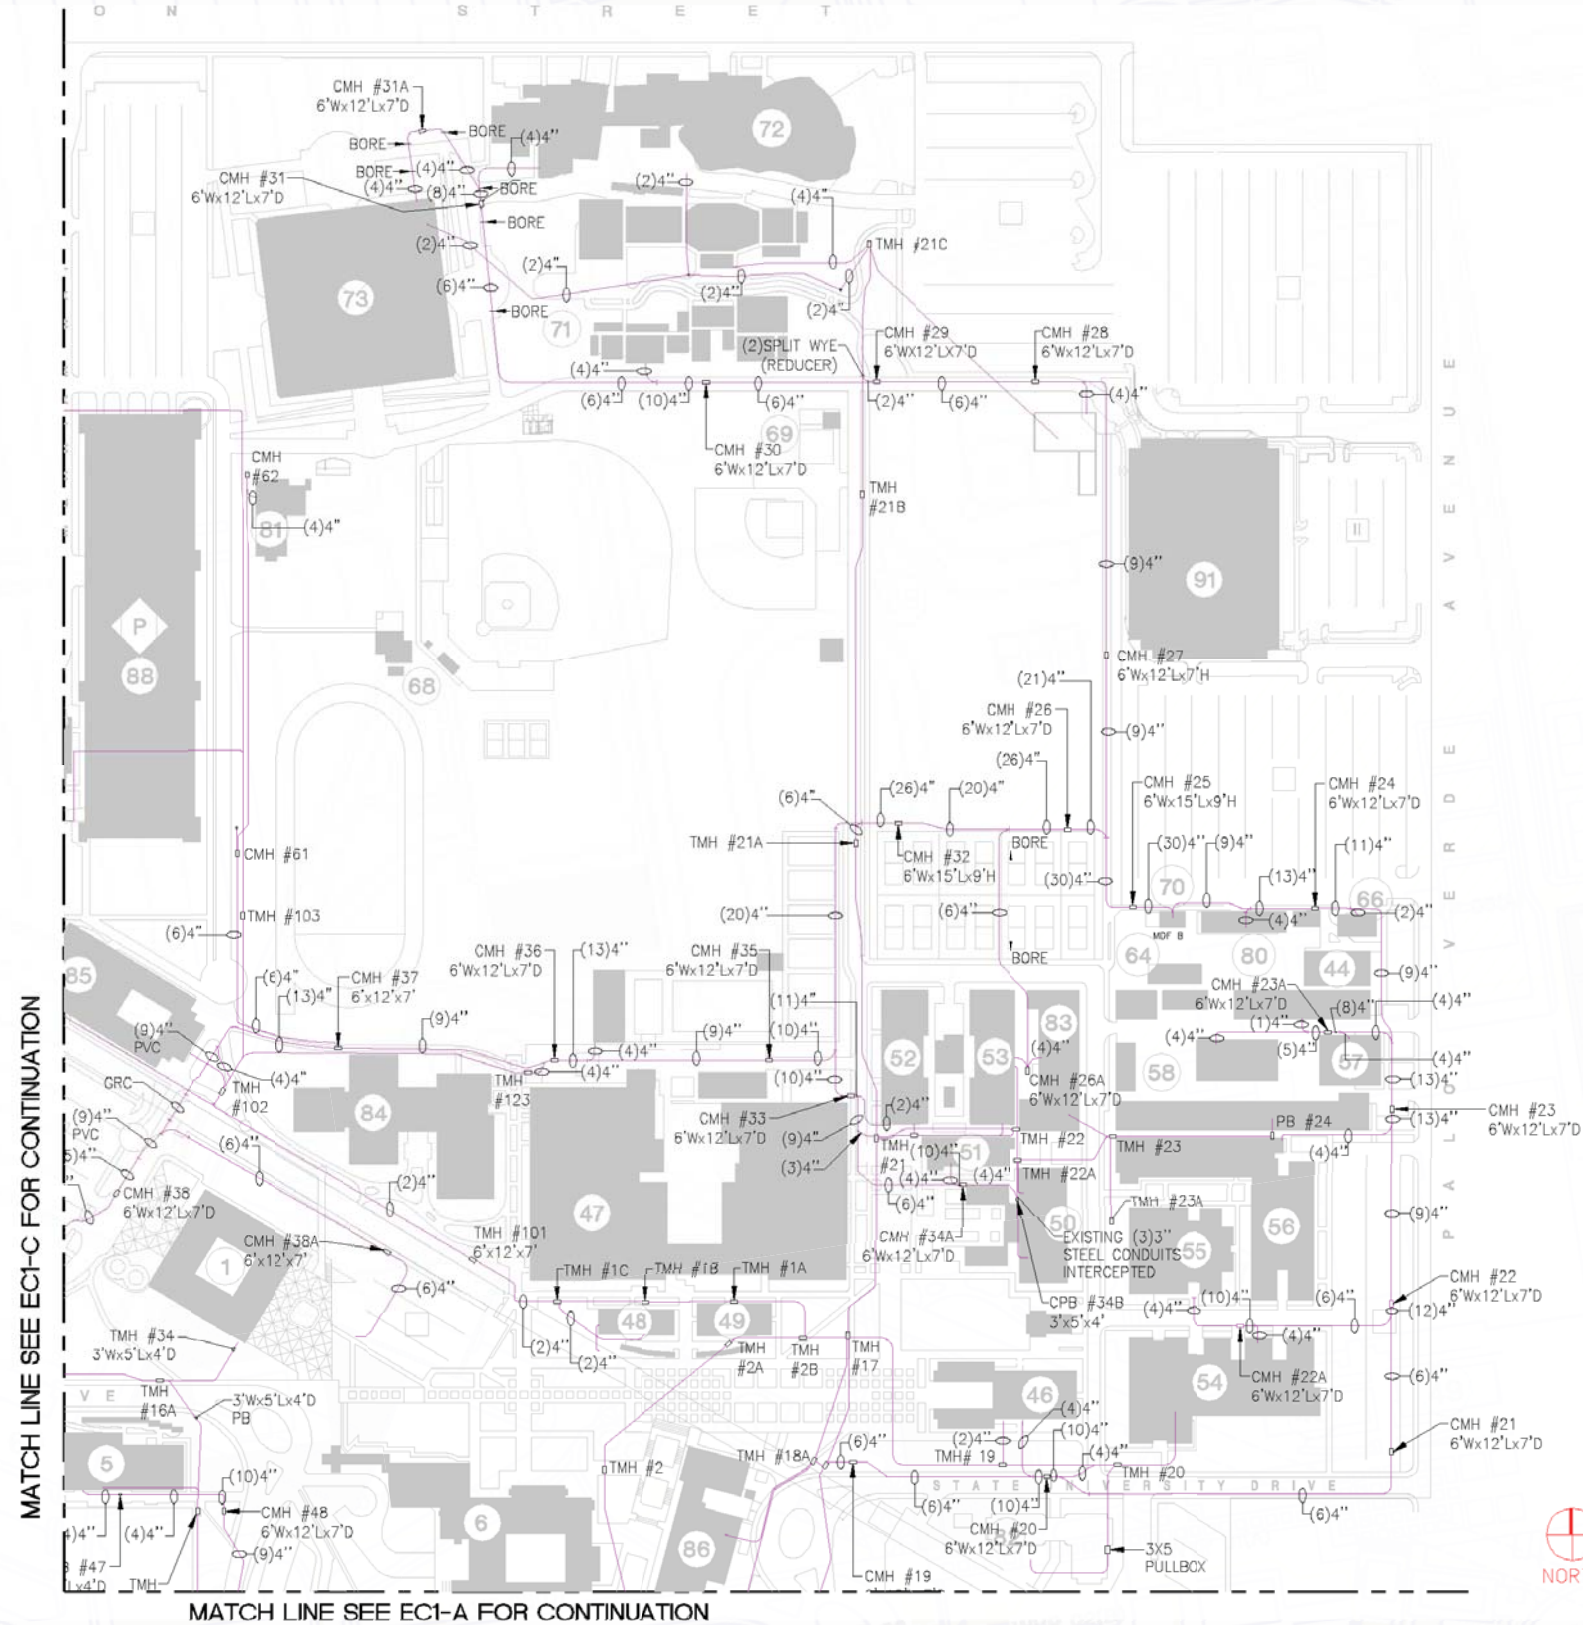 O N   S T R E E T
CMH #31A
6'Wx12'Lx7'D
BORE
BORE
(4)4"
BORE
(4)4"
CMH #31
6'Wx12'Lx7'D
(4)4"
(8)4"
BORE
BORE
(2)4"
(6)4"
BORE
73
72
(2)4"
(4)4"
TMH #21C
(2)4"
(2)4"
(2)4"
71
(2)SPLIT WYE
(REDUCER)
CMH #29
6'WX12'LX7'D
CMH #28
6'Wx12'Lx7'D
(4)4"
(6)4"
(10)4"
(6)4"
(2)4"
(6)4"
(4)4"
69
CMH #30
6'Wx12'Lx7'D
CMH
#62
81
(4)4"
TMH
#21B
(9)4"
91
P
88
68
CMH #27
6'Wx12'Lx7'H
(21)4"
CMH #26
6'Wx12'Lx7'D
(9)4"
(26)4"
(6)4"
(26)4"
(20)4"
CMH #25
6'Wx15'Lx9'H
CMH #24
6'Wx12'Lx7'D
TMH #21A
BORE
CMH #32
6'Wx15'Lx9'H
(30)4"
(9)4"
(11)4"
(30)4"
(13)4"
70
66
(2)4"
(4)4"
MDF B
CMH #61
TMH #103
(6)4"
(20)4"
(6)4"
BORE
CMH #36
6'Wx12'Lx7'D
(13)4"
CMH #35
6'Wx12'Lx7'D
64
80
44
(9)4"
85
(6)4"
(13)4"
CMH #37
6'x12'x7'
(9)4"
(11)4"
(10)4"
(9)4"
(4)4"
(4)4"
TMH
#123
(10)4"
52
53
83
(4)4"
CMH #23A
6'Wx12'Lx7'D
(8)4"
(4)4"
(1)4"
(4)4"
(5)4"
57
(4)4"
58
(13)4"
(13)4"
CMH #23
6'Wx12'Lx7'D
(9)4"
PVC
(4)4"
TMH
#102
GRC
(9)4"
PVC
84
CMH #33
6'Wx12'Lx7'D
(2)4"
(9)4"
(3)4"
CMH #26A
6'Wx12'Lx7'D
TMH #22
TMH #23
PB #24
(4)4"
TMH
#21
(10)4"
51
(4)4"
(4)4"
(6)4"
TMH #22A
TMH #23A
(9)4"
5)4"
CMH #38
6'Wx12'Lx7'D
(6)4"
(2)4"
47
50
55
56
1
CMH #38A
6'x12'x7'
TMH #101
6'x12'x7'
CMH #34A
6'Wx12'Lx7'D
EXISTING (3)3"
STEEL CONDUITS
INTERCEPTED
(6)4"
TMH #1C
TMH #1B
TMH #1A
CPB #34B
3'x5'x4'
(4)4"
(10)4"
(6)4"
(4)4"
CMH #22
6'Wx12'Lx7'D
(12)4"
TMH #34
3'Wx5'Lx4'D
48
49
(2)4"
(2)4"
TMH
#2A
TMH
#2B
TMH
#17
46
54
CMH #22A
6'Wx12'Lx7'D
(6)4"
V E
TMH
#16A
3'Wx5'Lx4'D
PB
(4)4"
(10)4"
(2)4"
TMH# 19
(4)4"
TMH #20
CMH #21
6'Wx12'Lx7'D
5
TMH #2
TMH #18A
(6)4"
(10)4"
STATE   N VERSITY DRIVE
(6)4"
(10)4"
(6)4"
)4"
(4)4"
CMH #48
6'Wx12'Lx7'D
(9)4"
#47
Lx4'D
TMH
6
86
CMH #20
6'Wx12'Lx7'D
3X5
PULLBOX
CMH #19
PALO VERDE AVENUE
NOR
MATCH LINE SEE EC1-C FOR CONTINUATION
MATCH LINE SEE EC1-A FOR CONTINUATION